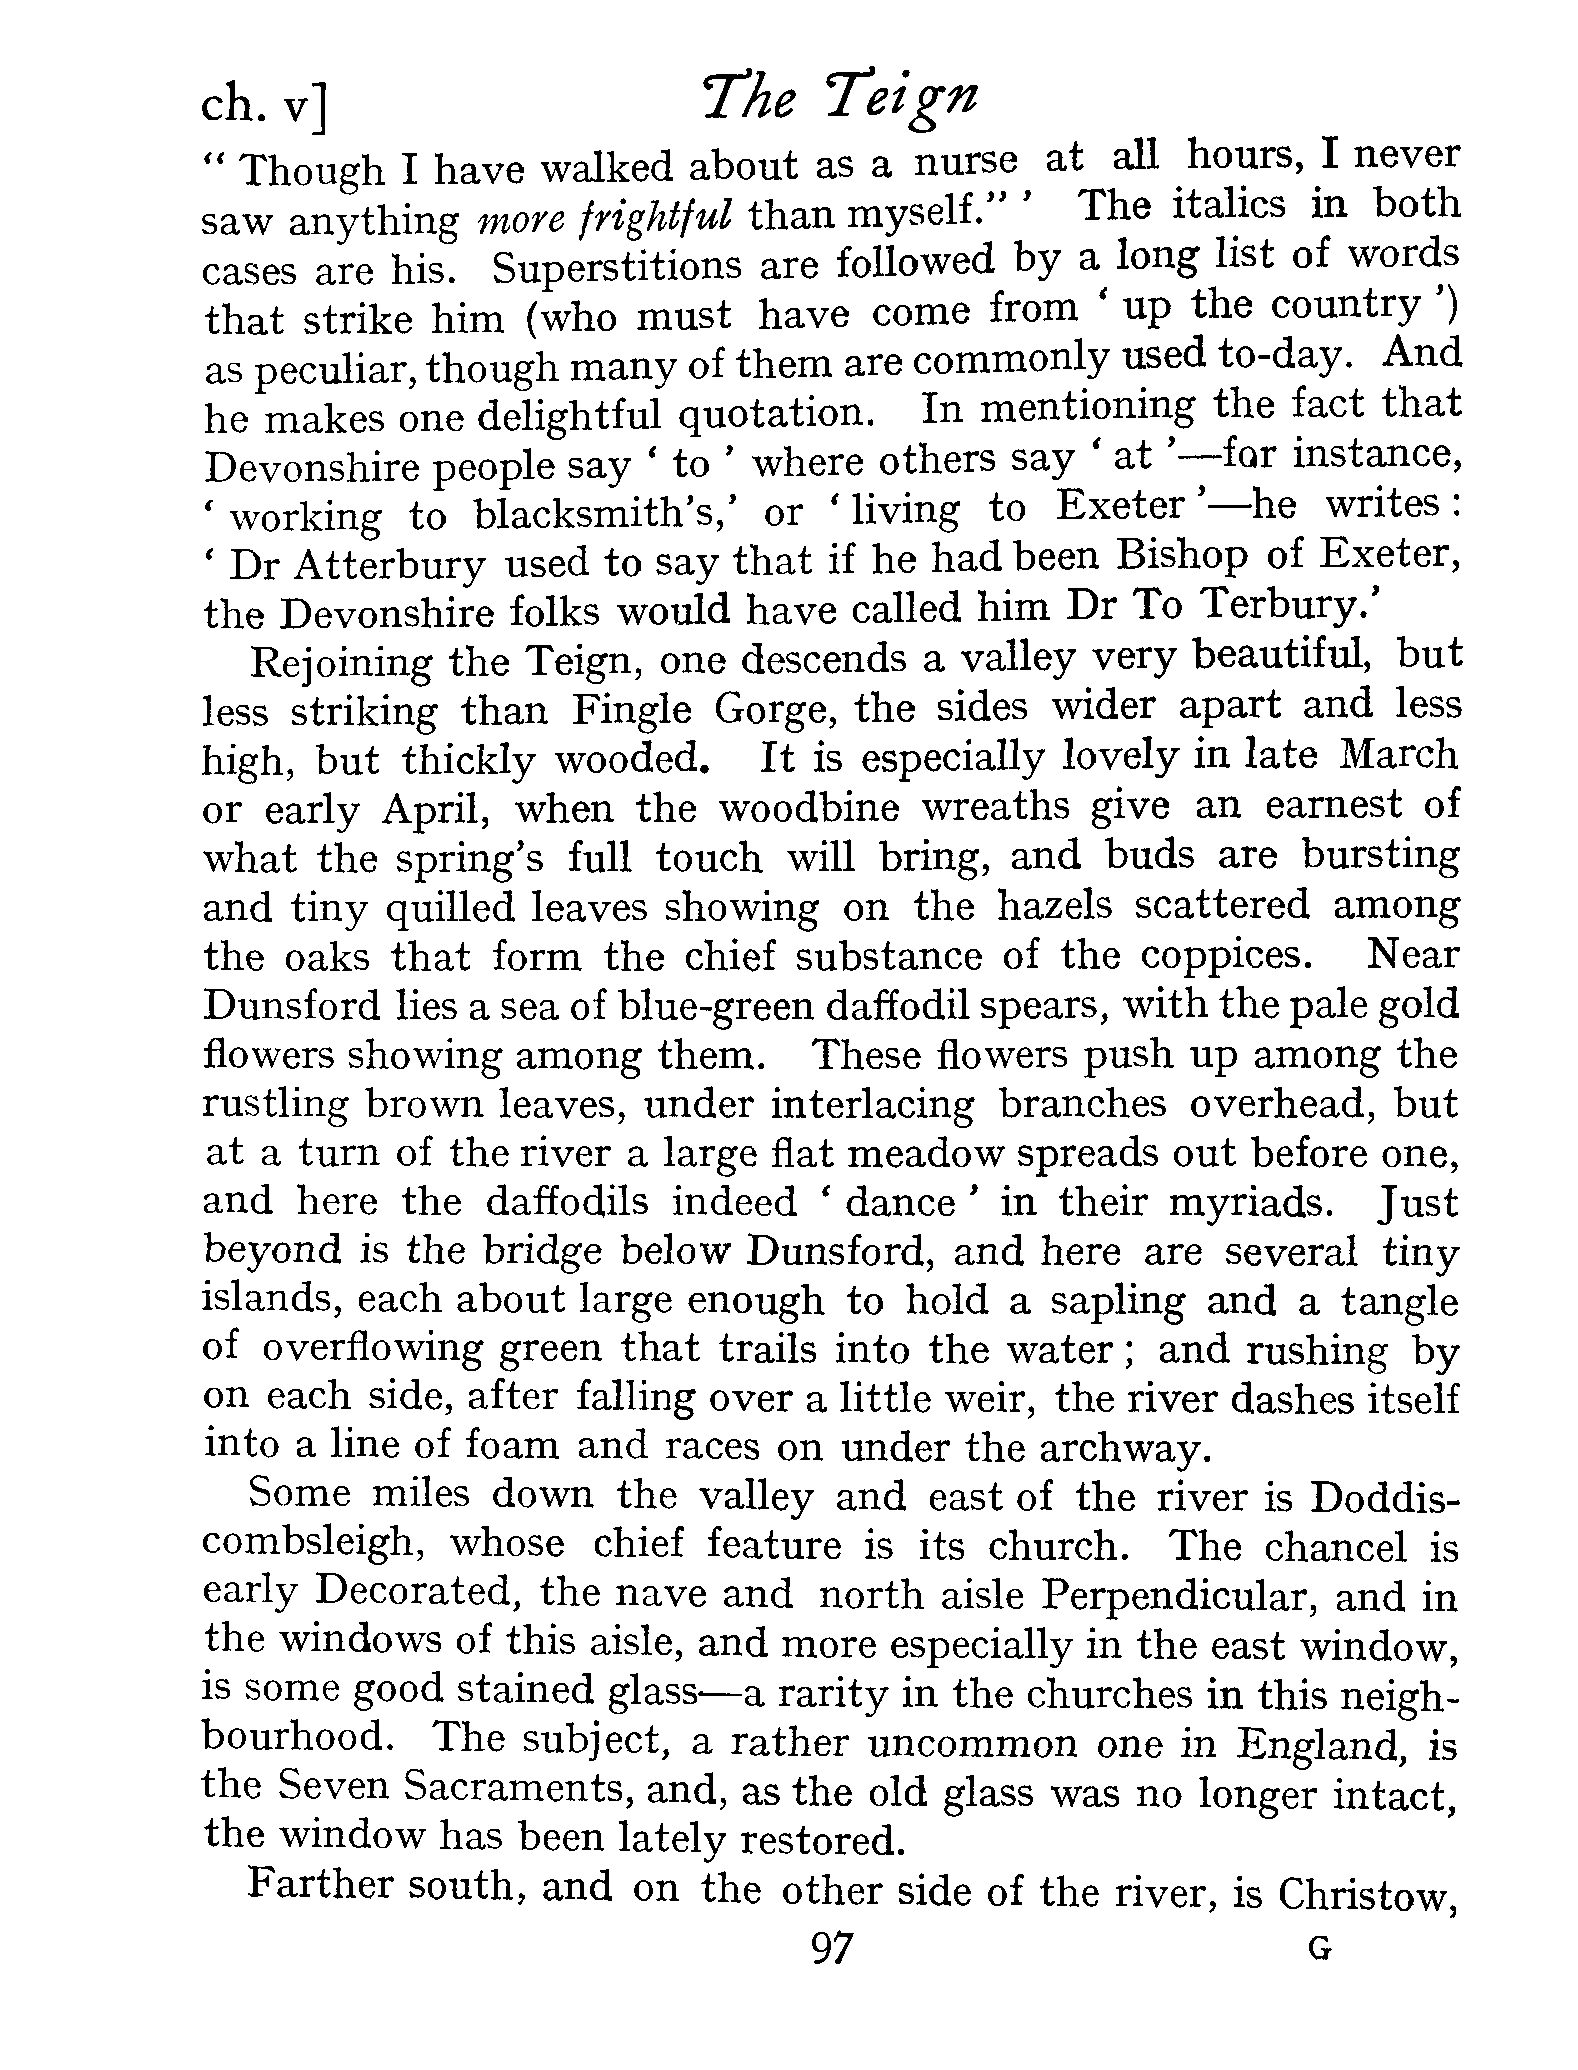 ch. v] The Teign
“ Though I have walked about as a nurse at all hours, I never
saw anything more frightful than myself.” ’ The italics in both
cases are his. Superstitions are followed by a long list of words
that strike him (who must have come from ‘ up the country ’)
as peculiar, though many of them are commonly used to-day. And
he makes one delightful quotation. In mentioning the fact that
Devonshire people say ‘ to ’ where others say ‘ at ’—for instance,
‘ working to blacksmith’s,’ or ‘ living to Exeter ’—he writes :
‘ Dr Atterbury used to say that if he had been Bishop of Exeter,
the Devonshire folks would have called him Dr To Terbury.’
Rejoining the Teign, one descends a valley very beautiful, but
less striking than Fingle Gorge, the sides wider apart and less
high, but thickly wooded. It is especially lovely in late March
or early April, when the woodbine wreaths give an earnest of
what the spring’s full touch will bring, and buds are bursting
and tiny quilled leaves showing on the hazels scattered among
the oaks that form the chief substance of the coppices. Near
Dunsford lies a sea of blue-green daffodil spears, with the pale gold
flowers showing among them. These flowers push up among the
rustling brown leaves, under interlacing branches overhead, but
at a turn of the river a large flat meadow spreads out before one,
and here the daffodils indeed ‘ dance ’ in their myriads. Just
beyond is the bridge below Dunsford, and here are several tiny
islands, each about large enough to hold a sapling and a tangle
of overflowing green that trails into the water ; and rushing by
on each side, after falling over a little weir, the river dashes itself
into a line of foam and races on under the archway.
Some miles down the valley and east of the river is Doddis-
combsleigh, whose chief feature is its church. The chancel is
early Decorated, the nave and north aisle Perpendicular, and in
the windows of this aisle, and more especially in the east window,
is some good stained glass—a rarity in the churches in this neigh-
bourhood. The subject, a rather uncommon one in England, is
the Seven Sacraments, and, as the old glass was no longer intact,
the window has been lately restored.
Farther south, and on the other side of the river, is Christow,
97 G